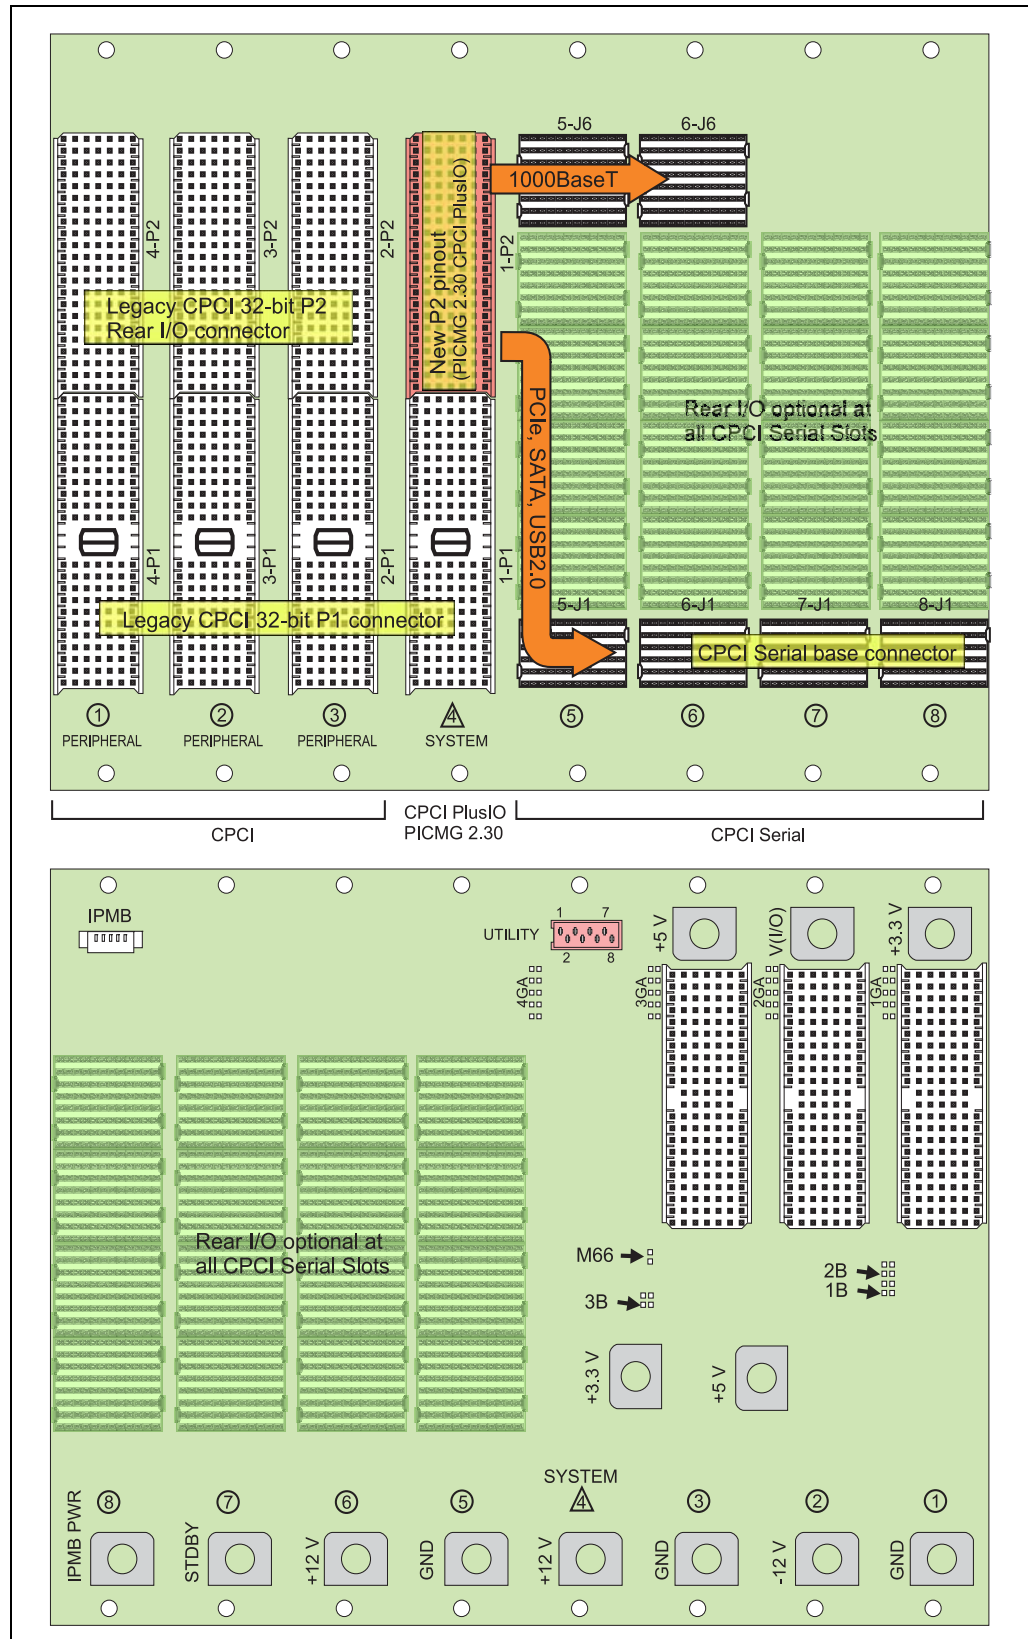 5-J6
6-J6
1000BaseT
4-P2
3-P2
2-P2
1-P2
New P2 pinout
(PICMG 2.30 CPCI PlusIO)
Legacy CPCI 32-bit P2
Rear I/O connector
PCIe, SATA, USB2.0
Rear I/O optional at
all CPCI Serial Slots
4-P1
3-P1
2-P1
1-P1
5-J1
6-J1
7-J1
8-J1
Legacy CPCI 32-bit P1 connector
CPCI Serial base connector
1
2
3
4
5
6
7
8
PERIPHERAL
PERIPHERAL
PERIPHERAL
SYSTEM
CPCI
CPCI PlusIO
PICMG 2.30
CPCI Serial
IPMB
UTILITY
1
7
2
8
+5 V
V(I/O)
+3.3 V
4GA
3GA
2GA
1GA
Rear I/O optional at
all CPCI Serial Slots
M66
2B
1B
3B
+3.3 V
+5 V
SYSTEM
8
7
6
5
4
3
2
1
IPMB PWR
STDBY
+12 V
GND
+12 V
GND
-12 V
GND